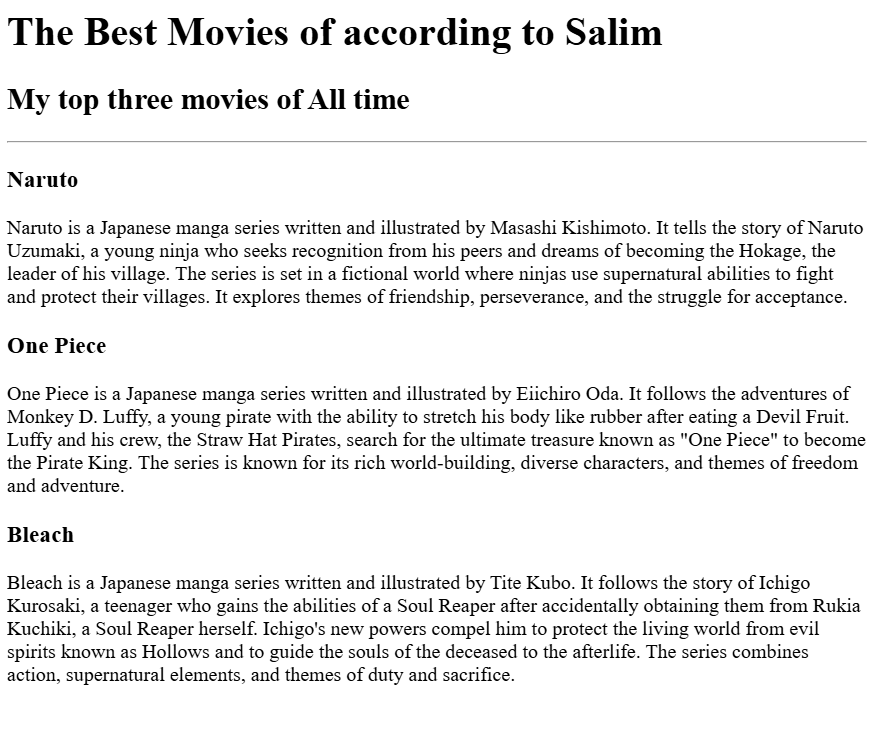 The Best Movies of according to Salim
My top three movies of All time
Naruto
Naruto is a Japanese manga series written and illustrated by Masashi Kishimoto. It tells the story of Naruto
Uzumaki, a young ninja who seeks recognition from his peers and dreams of becoming the Hokage, the
leader of his village. The series is set in a fictional world where ninjas use supernatural abilities to fight
and protect their villages. It explores themes of friendship, perseverance, and the struggle for acceptance.
One Piece
One Piece is a Japanese manga series written and illustrated by Eiichiro Oda. It follows the adventures of
Monkey D. Luffy, a young pirate with the ability to stretch his body like rubber after eating a Devil Fruit.
Luffy and his crew, the Straw Hat Pirates, search for the ultimate treasure known as "One Piece" to become
the Pirate King. The series is known for its rich world-building, diverse characters, and themes of freedom
and adventure.
Bleach
Bleach is a Japanese manga series written and illustrated by Tite Kubo. It follows the story of Ichigo
Kurosaki, a teenager who gains the abilities of a Soul Reaper after accidentally obtaining them from Rukia
Kuchiki, a Soul Reaper herself. Ichigo's new powers compel him to protect the living world from evil
spirits known as Hollows and to guide the souls of the deceased to the afterlife. The series combines
action, supernatural elements, and themes of duty and sacrifice.